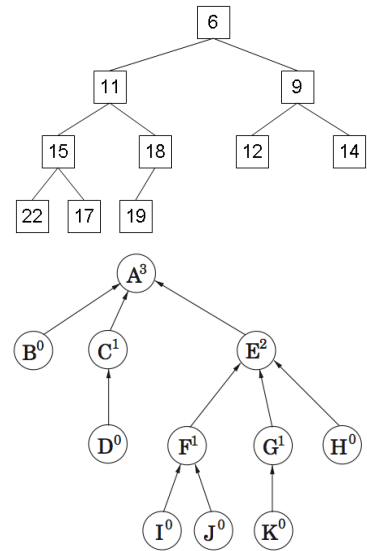 6
11 9
15 18 12 14
22 17 19
A³
B⁰ C¹ E²
D⁰ F¹ G¹ H⁰
I⁰ J⁰ K⁰